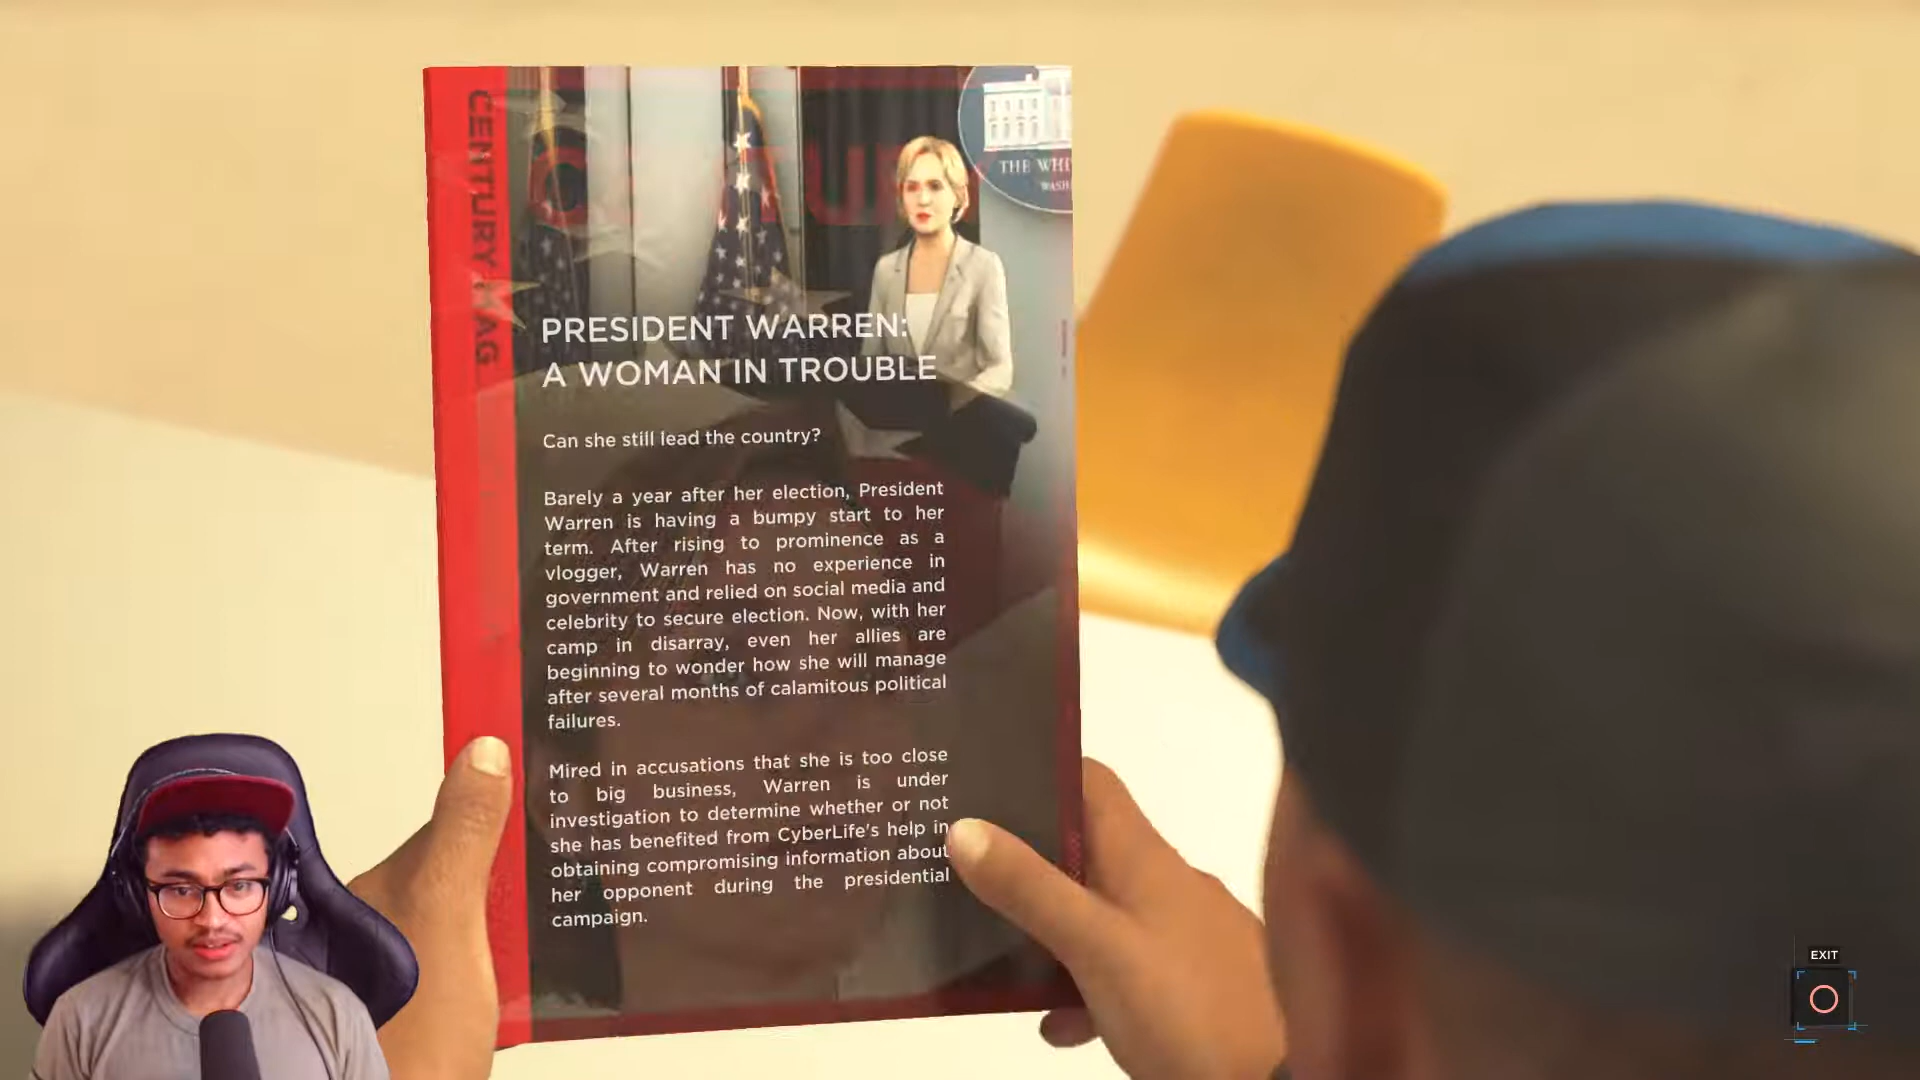 CENTURY MAG
THE WHI
WASH
PRESIDENT WARREN:
A WOMAN IN TROUBLE
Can she still lead the country?
Barely a year after her election, President
Warren is having a bumpy start to her
term. After rising to prominence as a
vlogger, Warren has no experience in
government and relied on social media and
celebrity to secure election. Now, with her
camp in disarray, even her allies are
beginning to wonder how she will manage
after several months of calamitous political
failures.
Mired in accusations that she is too close
to big business, Warren is under
investigation to determine whether or not
she has benefited from CyberLife's help in
obtaining compromising information about
her opponent during the presidential
campaign.
EXIT